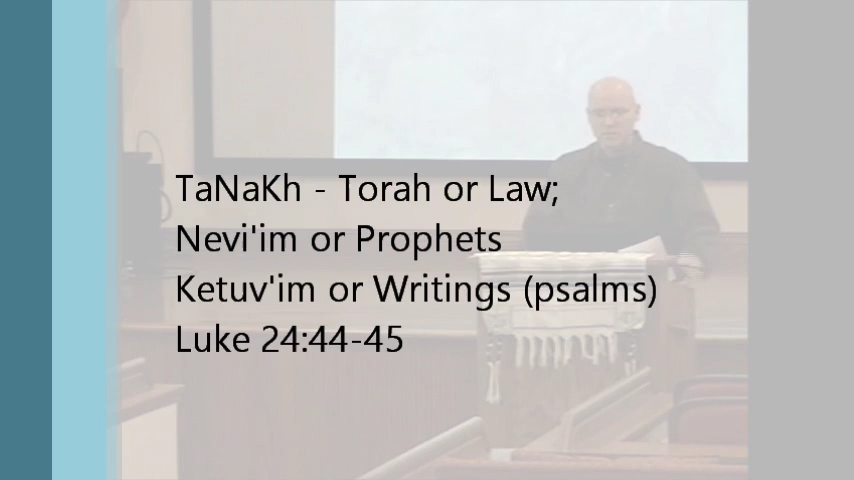 TaNaKh - Torah or Law;
Nevi'im or Prophets
Ketuv'im or Writings (psalms)
Luke 24:44-45